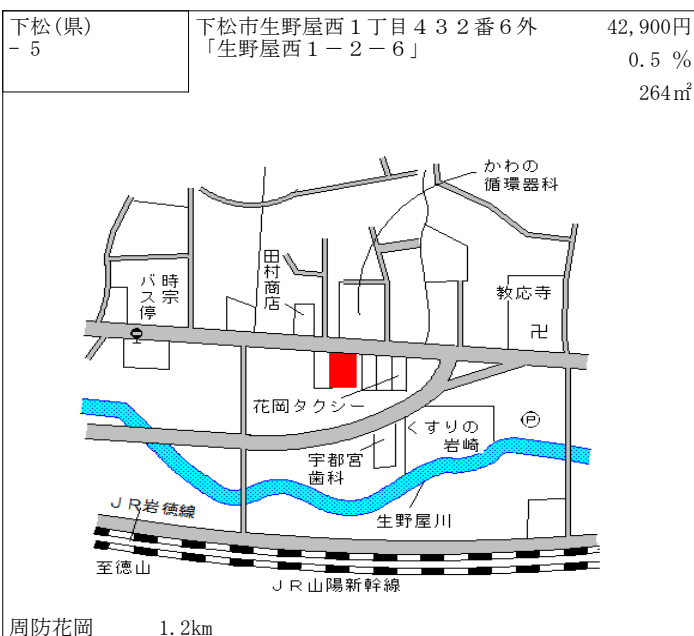 下松(県)
- 5
下松市生野屋西１丁目４３２番６外
「生野屋西１－２－６」
42,900円
0.5 %
264㎡
かわの
循環器科
田村商店
時宗
バス停
教応寺
卍
花岡タクシー
くすりの
岩崎
Ⓟ
宇都宮
歯科
生野屋川
ＪＲ岩徳線
至徳山
ＪＲ山陽新幹線
周防花岡
1.2km